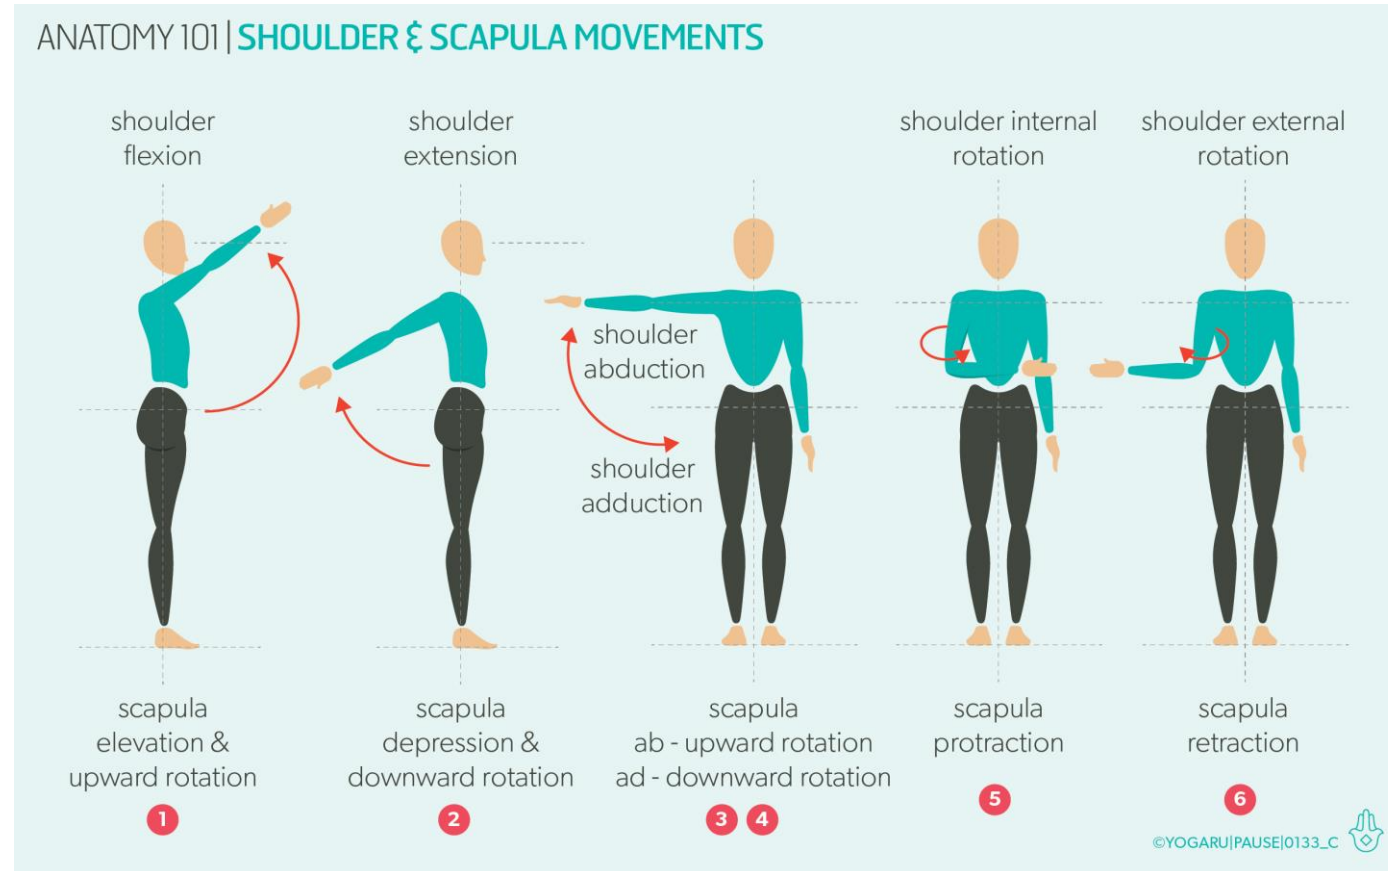 ANATOMY 101 | SHOULDER & SCAPULA MOVEMENTS
shoulder
flexion
shoulder
extension
shoulder internal
rotation
shoulder external
rotation
shoulder
abduction
shoulder
adduction
scapula
elevation &
upward rotation
1
scapula
depression &
downward rotation
2
scapula
ab - upward rotation
ad - downward rotation
3 4
scapula
protraction
5
scapula
retraction
6
©YOGARU|PAUSE|0133_C